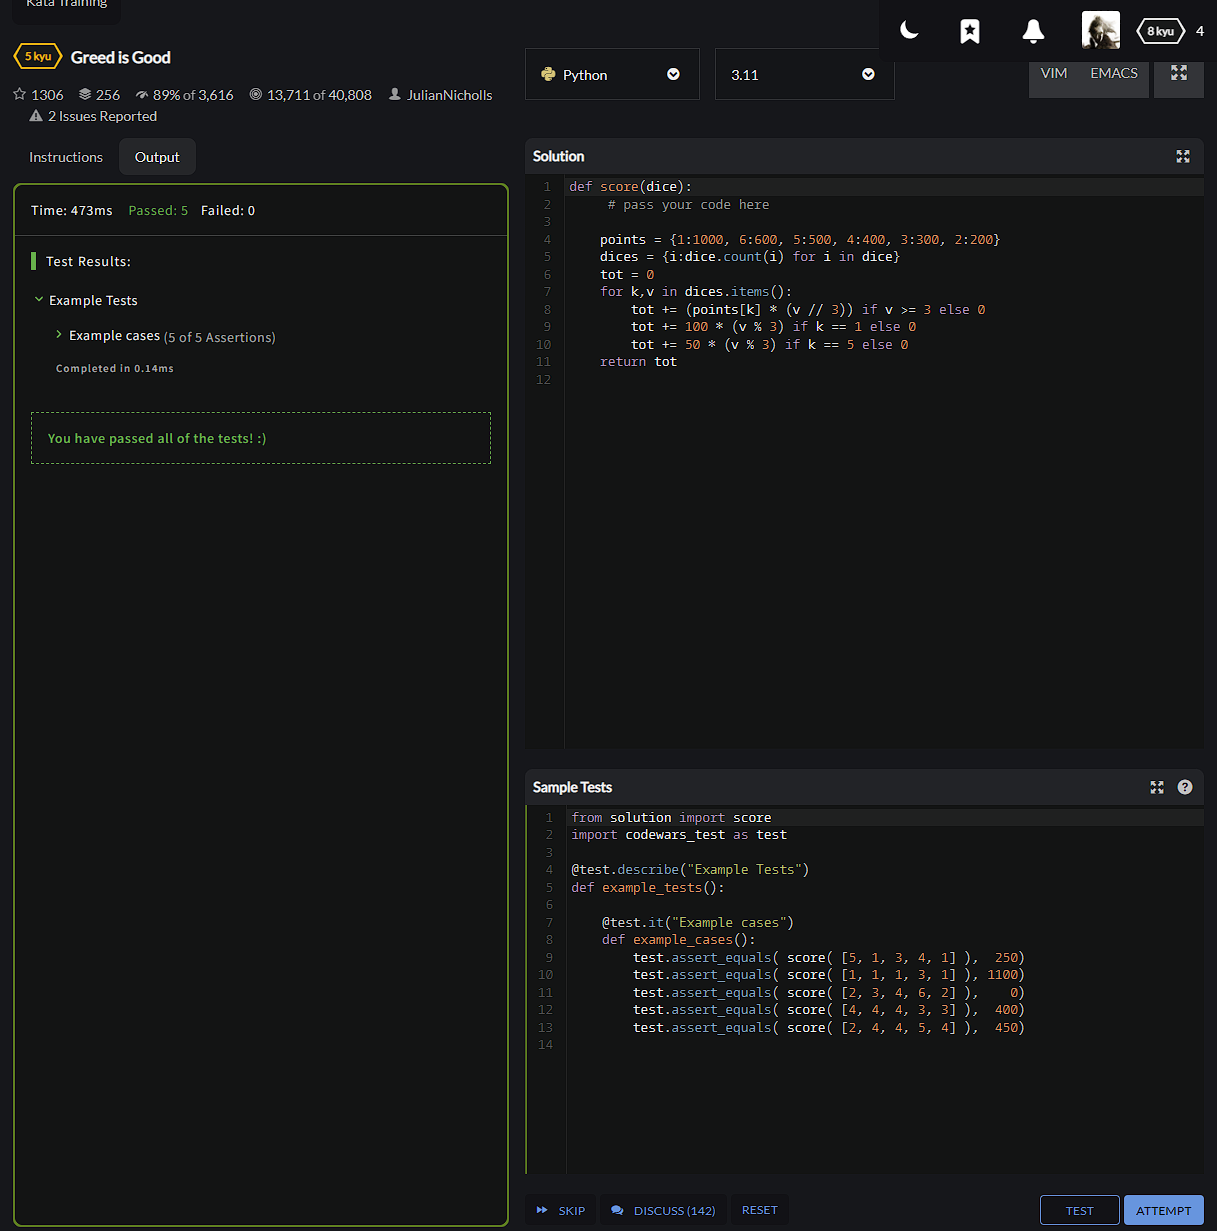 Kata Training
5 kyu Greed is Good
1306 256 89% of 3,616 13,711 of 40,808 JulianNicholls
2 Issues Reported
8 kyu 4
Python 3.11 VIM EMACS
Instructions Output
Time: 473ms Passed: 5 Failed: 0
Test Results:
Example Tests
Example cases (5 of 5 Assertions)
Completed in 0.14ms
You have passed all of the tests! :)
Solution
1 def score(dice):
2 # pass your code here
3
4 points = {1:1000, 6:600, 5:500, 4:400, 3:300, 2:200}
5 dices = {i:dice.count(i) for i in dice}
6 tot = 0
7 for k,v in dices.items():
8 tot += (points[k] * (v // 3)) if v >= 3 else 0
9 tot += 100 * (v % 3) if k == 1 else 0
10 tot += 50 * (v % 3) if k == 5 else 0
11 return tot
12
Sample Tests ?
1 from solution import score
2 import codewars_test as test
3
4 @test.describe("Example Tests")
5 def example_tests():
6
7 @test.it("Example cases")
8 def example_cases():
9 test.assert_equals( score( [5, 1, 3, 4, 1] ), 250)
10 test.assert_equals( score( [1, 1, 1, 3, 1] ), 1100)
11 test.assert_equals( score( [2, 3, 4, 6, 2] ), 0)
12 test.assert_equals( score( [4, 4, 4, 3, 3] ), 400)
13 test.assert_equals( score( [2, 4, 4, 5, 4] ), 450)
14
SKIP DISCUSS (142) RESET TEST ATTEMPT